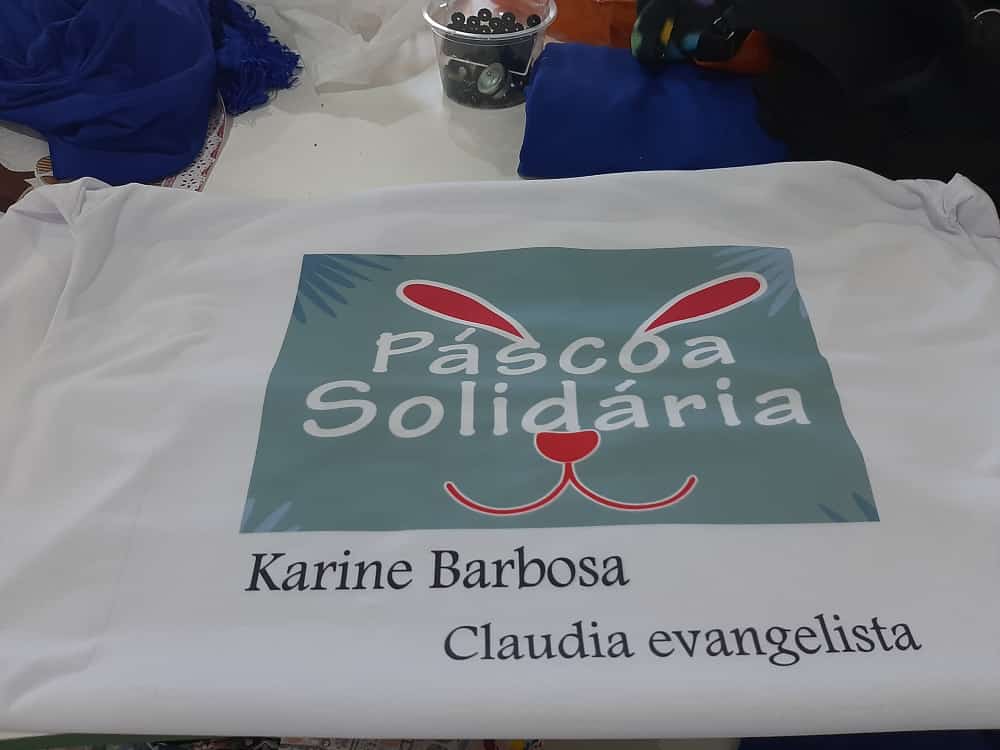 Páscoa
Solidária
Karine Barbosa
Claudia evangelista